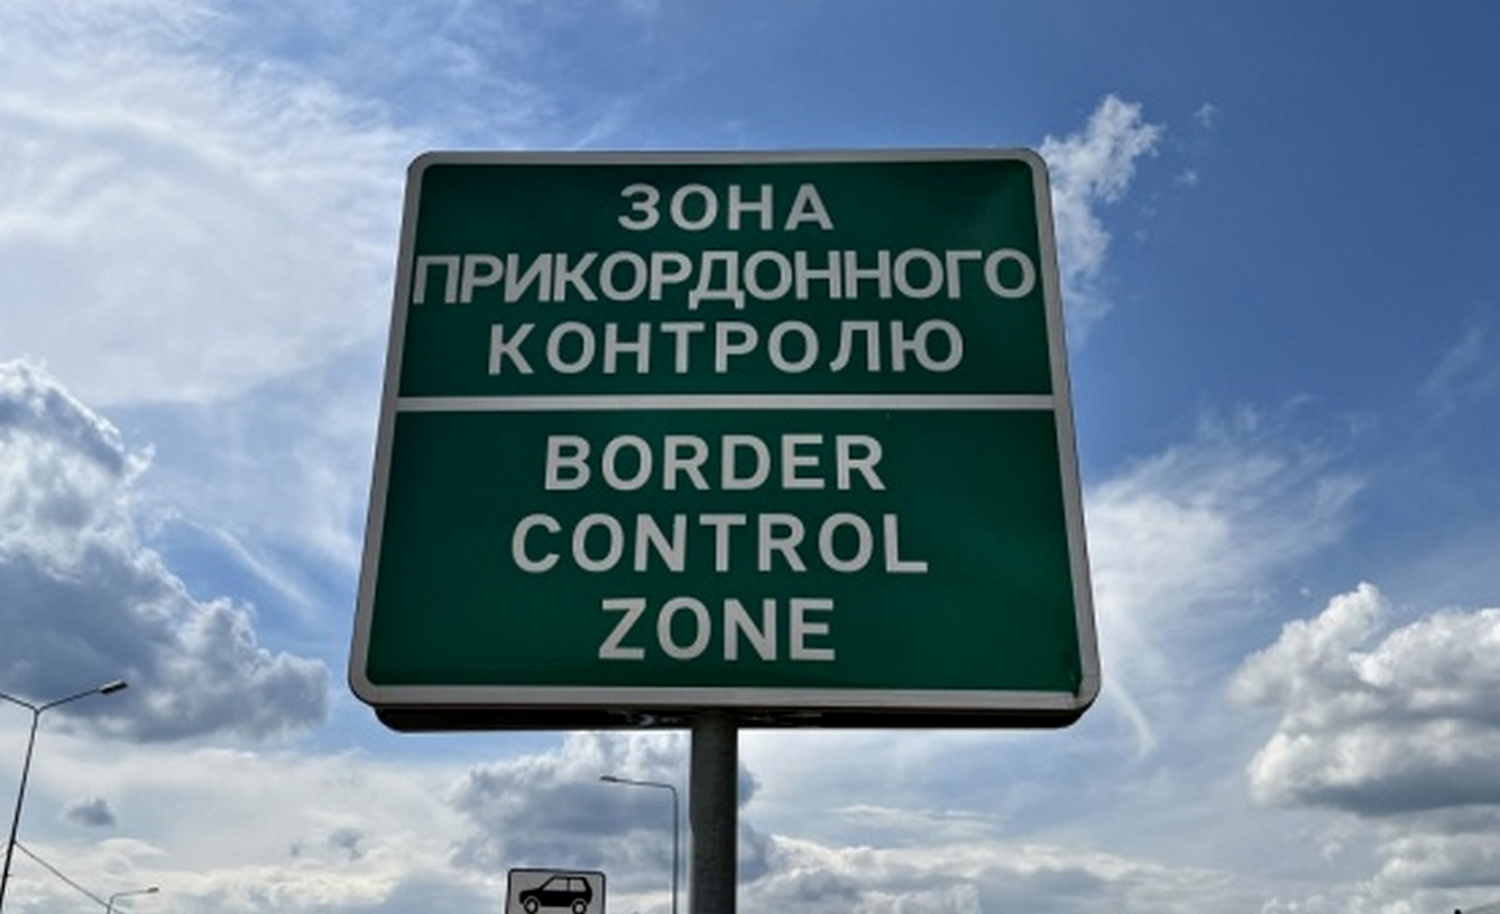 ЗОНА
ПРИКОРДОННОГО
КОНТРОЛЮ
BORDER
CONTROL
ZONE